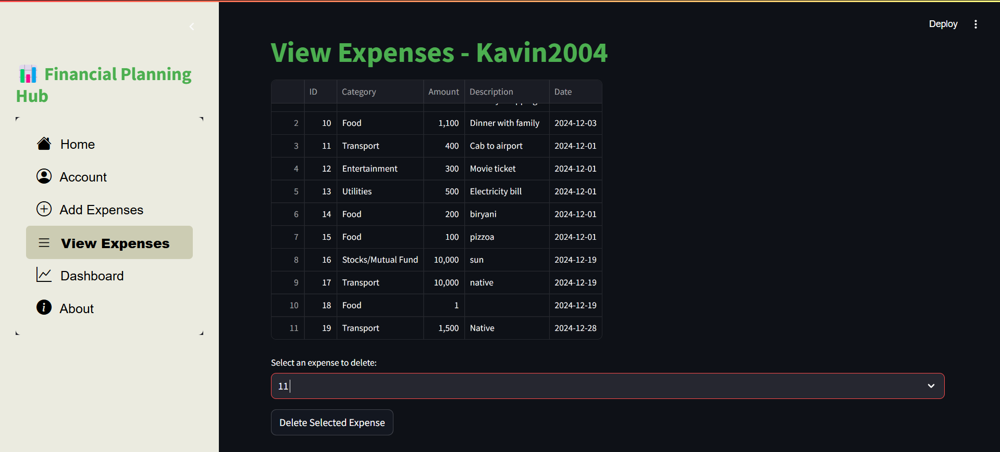 Deploy
Financial Planning
Hub
Home
Account
Add Expenses
View Expenses
Dashboard
About
View Expenses - Kavin2004
ID Category Amount Description Date
2 10 Food 1,100 Dinner with family 2024-12-03
3 11 Transport 400 Cab to airport 2024-12-01
4 12 Entertainment 300 Movie ticket 2024-12-01
5 13 Utilities 500 Electricity bill 2024-12-01
6 14 Food 200 biryani 2024-12-01
7 15 Food 100 pizzoa 2024-12-01
8 16 Stocks/Mutual Fund 10,000 sun 2024-12-19
9 17 Transport 10,000 native 2024-12-19
10 18 Food 1 2024-12-19
11 19 Transport 1,500 Native 2024-12-28
Select an expense to delete:
11
Delete Selected Expense